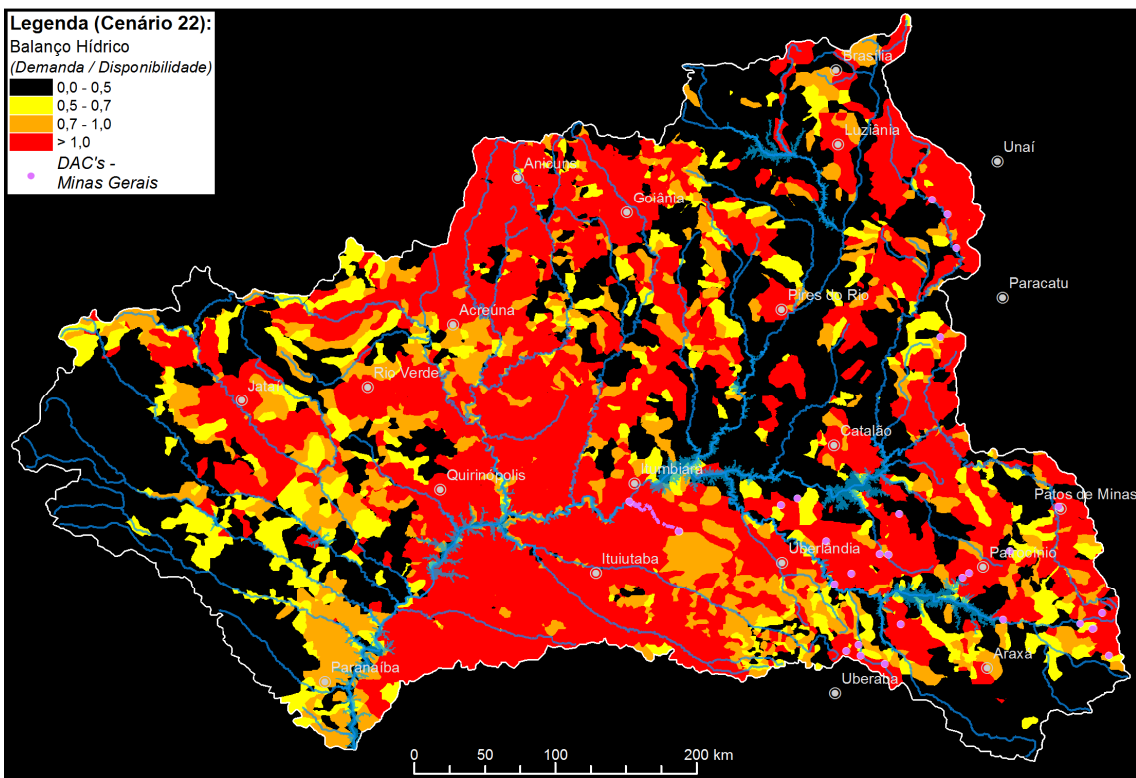 Legenda (Cenário 22):
Balanço Hídrico
(Demanda / Disponibilidade)
0,0 - 0,5
0,5 - 0,7
0,7 - 1,0
> 1,0
DAC's -
Minas Gerais
Brasília
Luziânia
Unaí
Anicuns
Goiânia
Paracatu
Pires do Rio
Acreúna
Rio Verde
Jataí
Catalão
Quirinópolis
Itumbiara
Patos de Minas
Uberlândia
Patrocínio
Ituiutaba
Araxá
Paranaíba
Uberaba
0 50 100 200 km